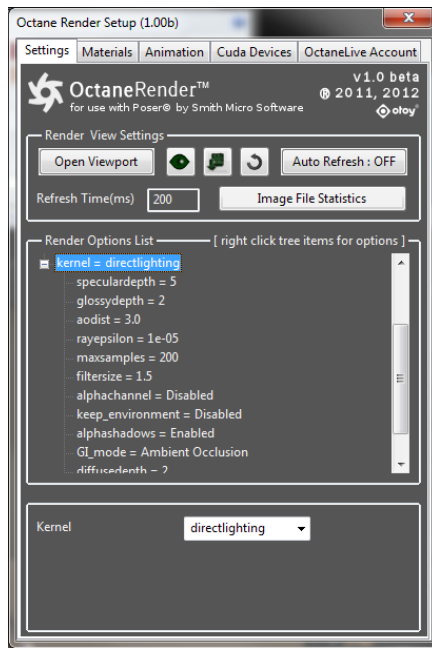 Octane Render Setup (1.00b)
Settings Materials Animation Cuda Devices OctaneLive Account
OctaneRender™
for use with Poser® by Smith Micro Software
v1.0 beta
® 2011, 2012
otoy
Render View Settings
Open Viewport Auto Refresh : OFF
Refresh Time(ms) 200 Image File Statistics
Render Options List [ right click tree items for options ]
kernel = directlighting
speculardepth = 5
glossydepth = 2
aodist = 3.0
rayepsilon = 1e-05
maxsamples = 200
filtersize = 1.5
alphachannel = Disabled
keep_environment = Disabled
alphashadows = Enabled
GI_mode = Ambient Occlusion
diffusedepth = 2
Kernel directlighting